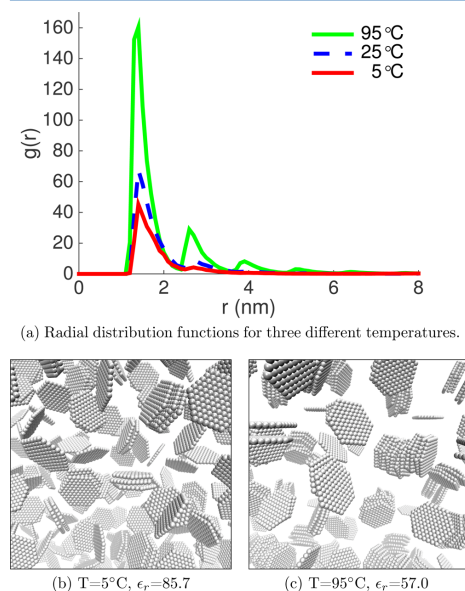 160
140
120
100
80
60
40
20
0
g(r)
95 °C
25 °C
5 °C
0 2 4 6 8
r (nm)
(a) Radial distribution functions for three different temperatures.
(b) T=5°C, ϵr=85.7
(c) T=95°C, ϵr=57.0